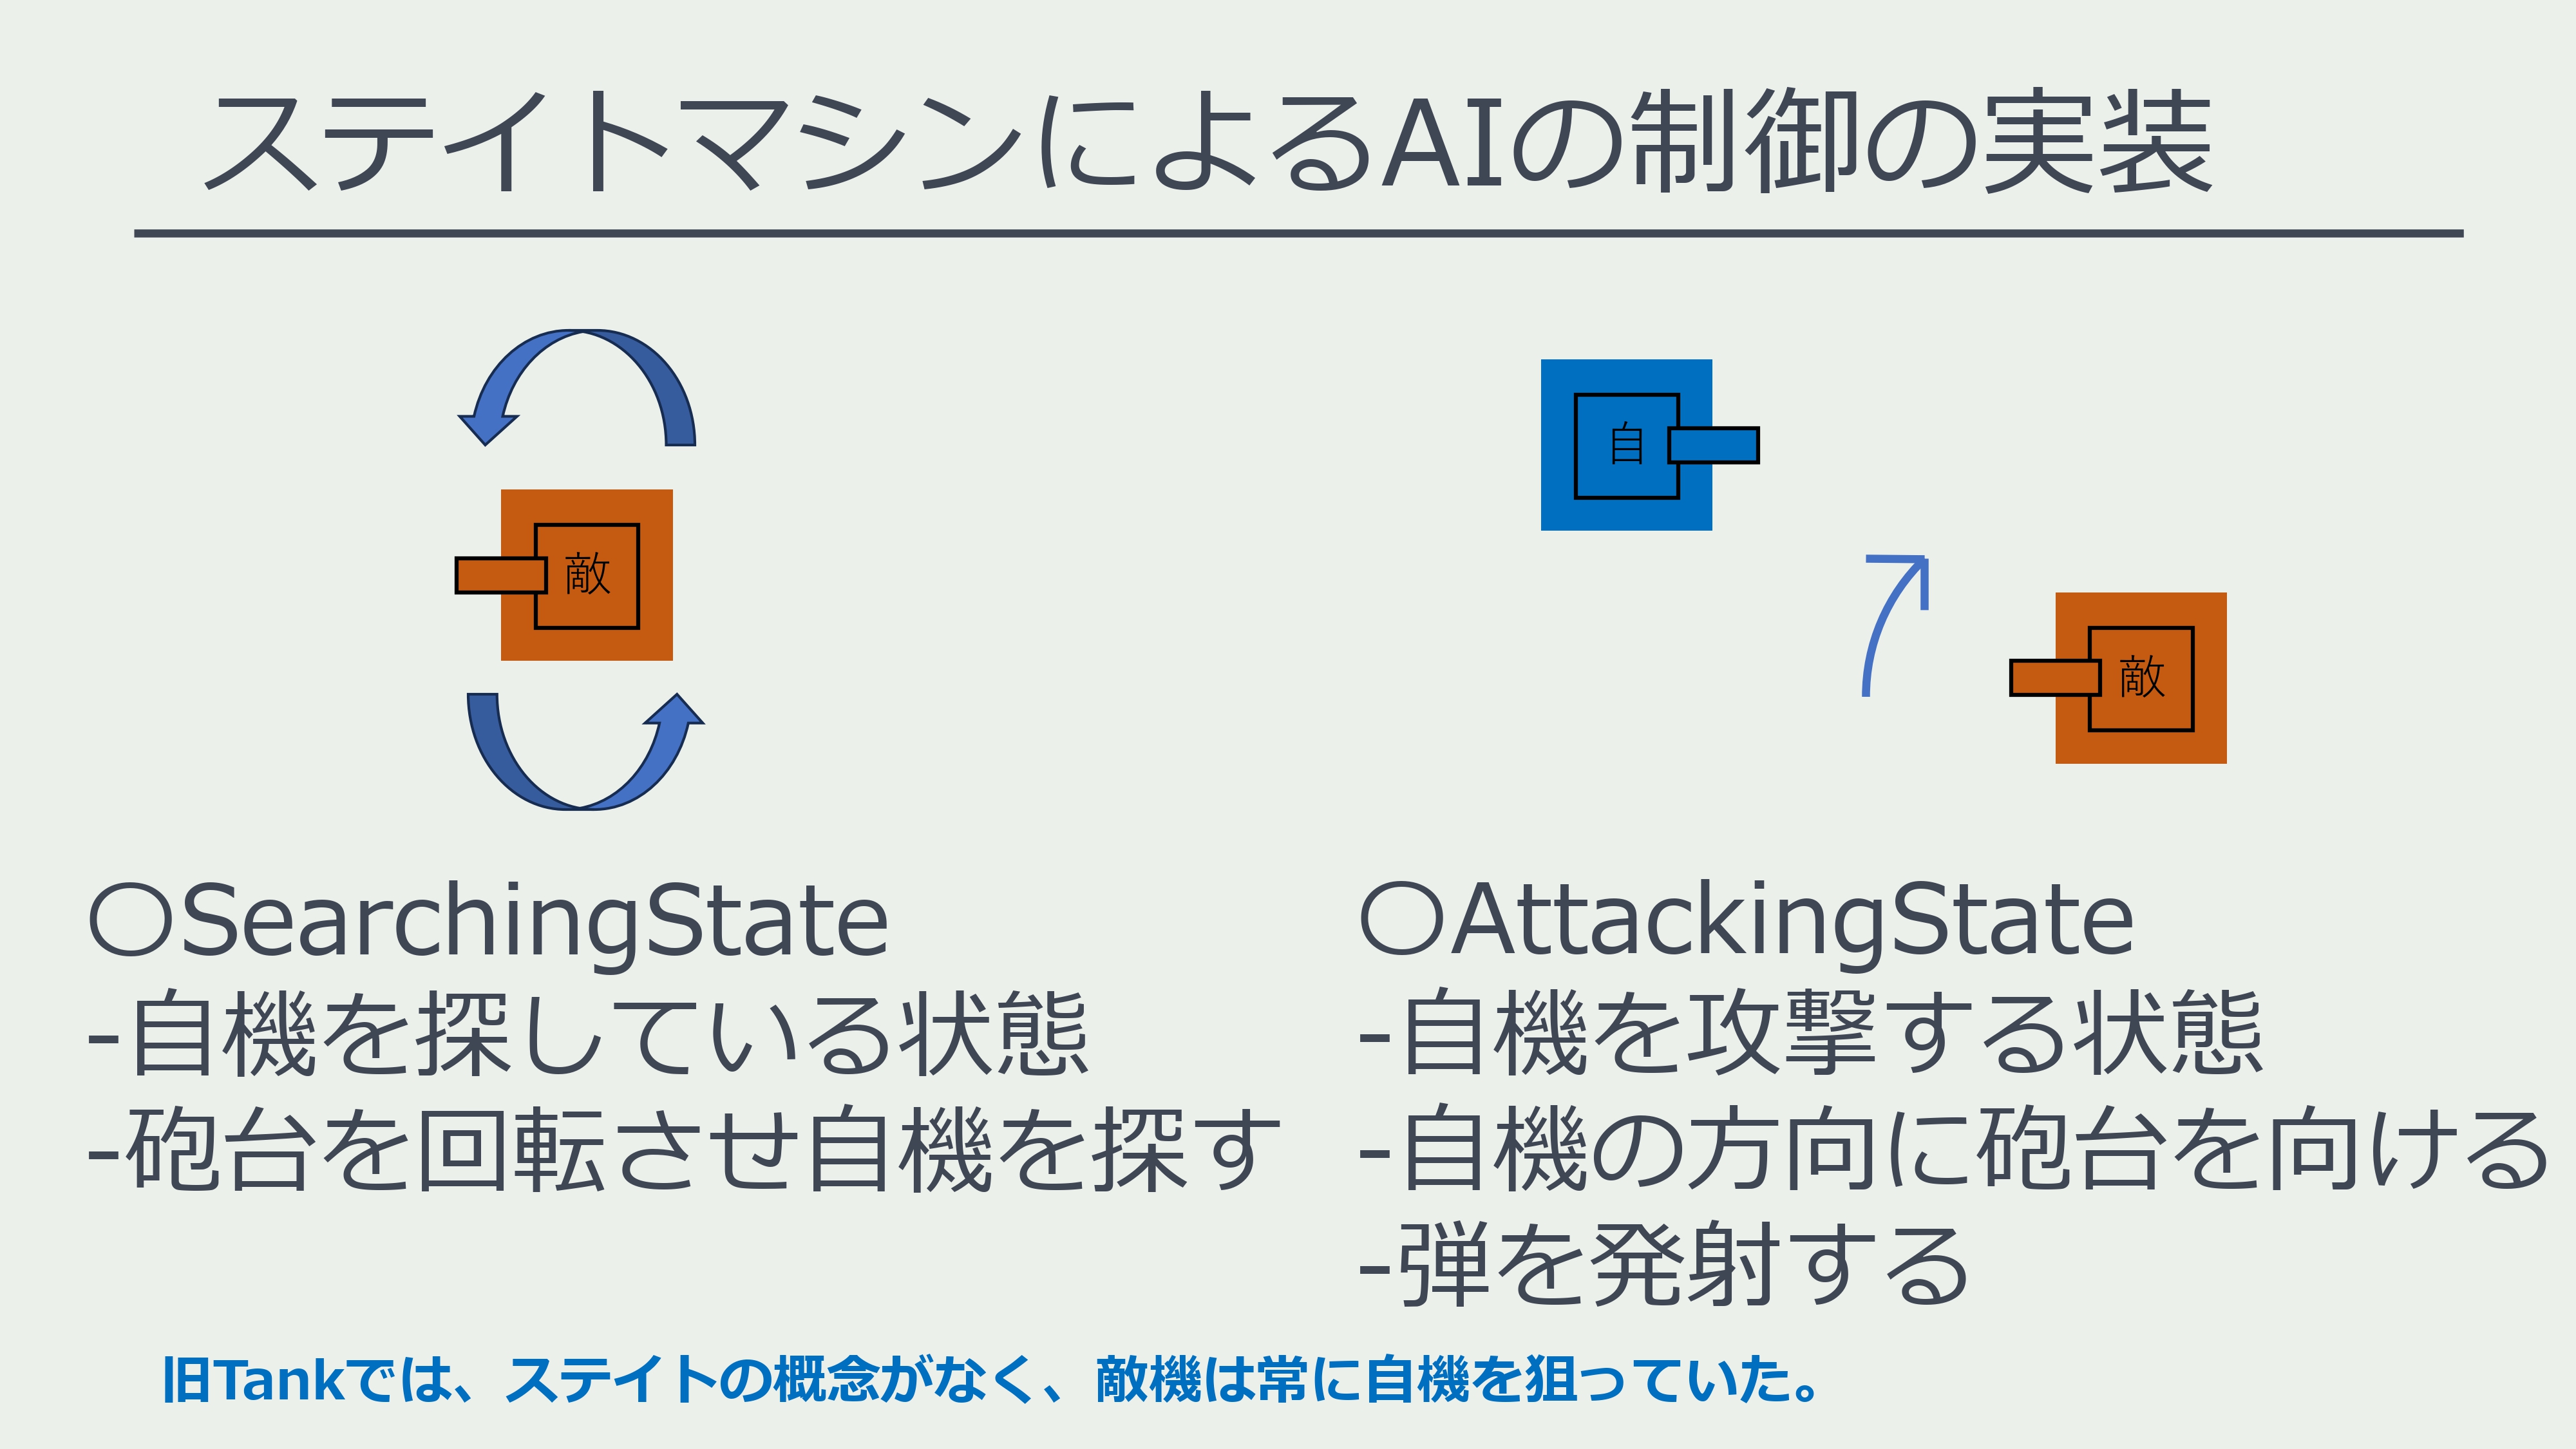 ステイトマシンによるAIの制御の実装
敵
〇SearchingState
-自機を探している状態
-砲台を回転させ自機を探す
自
敵
〇AttackingState
-自機を攻撃する状態
-自機の方向に砲台を向ける
-弾を発射する
旧Tankでは、ステイトの概念がなく、敵機は常に自機を狙っていた。